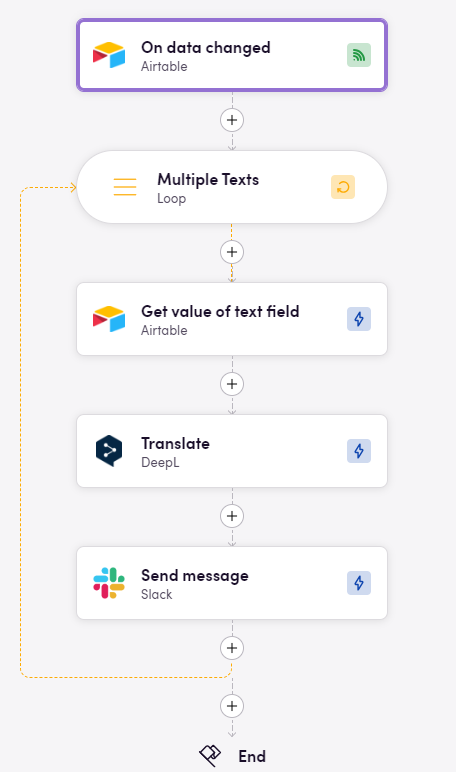 On data changed
Airtable
Multiple Texts
Loop
Get value of text field
Airtable
Translate
DeepL
Send message
Slack
End